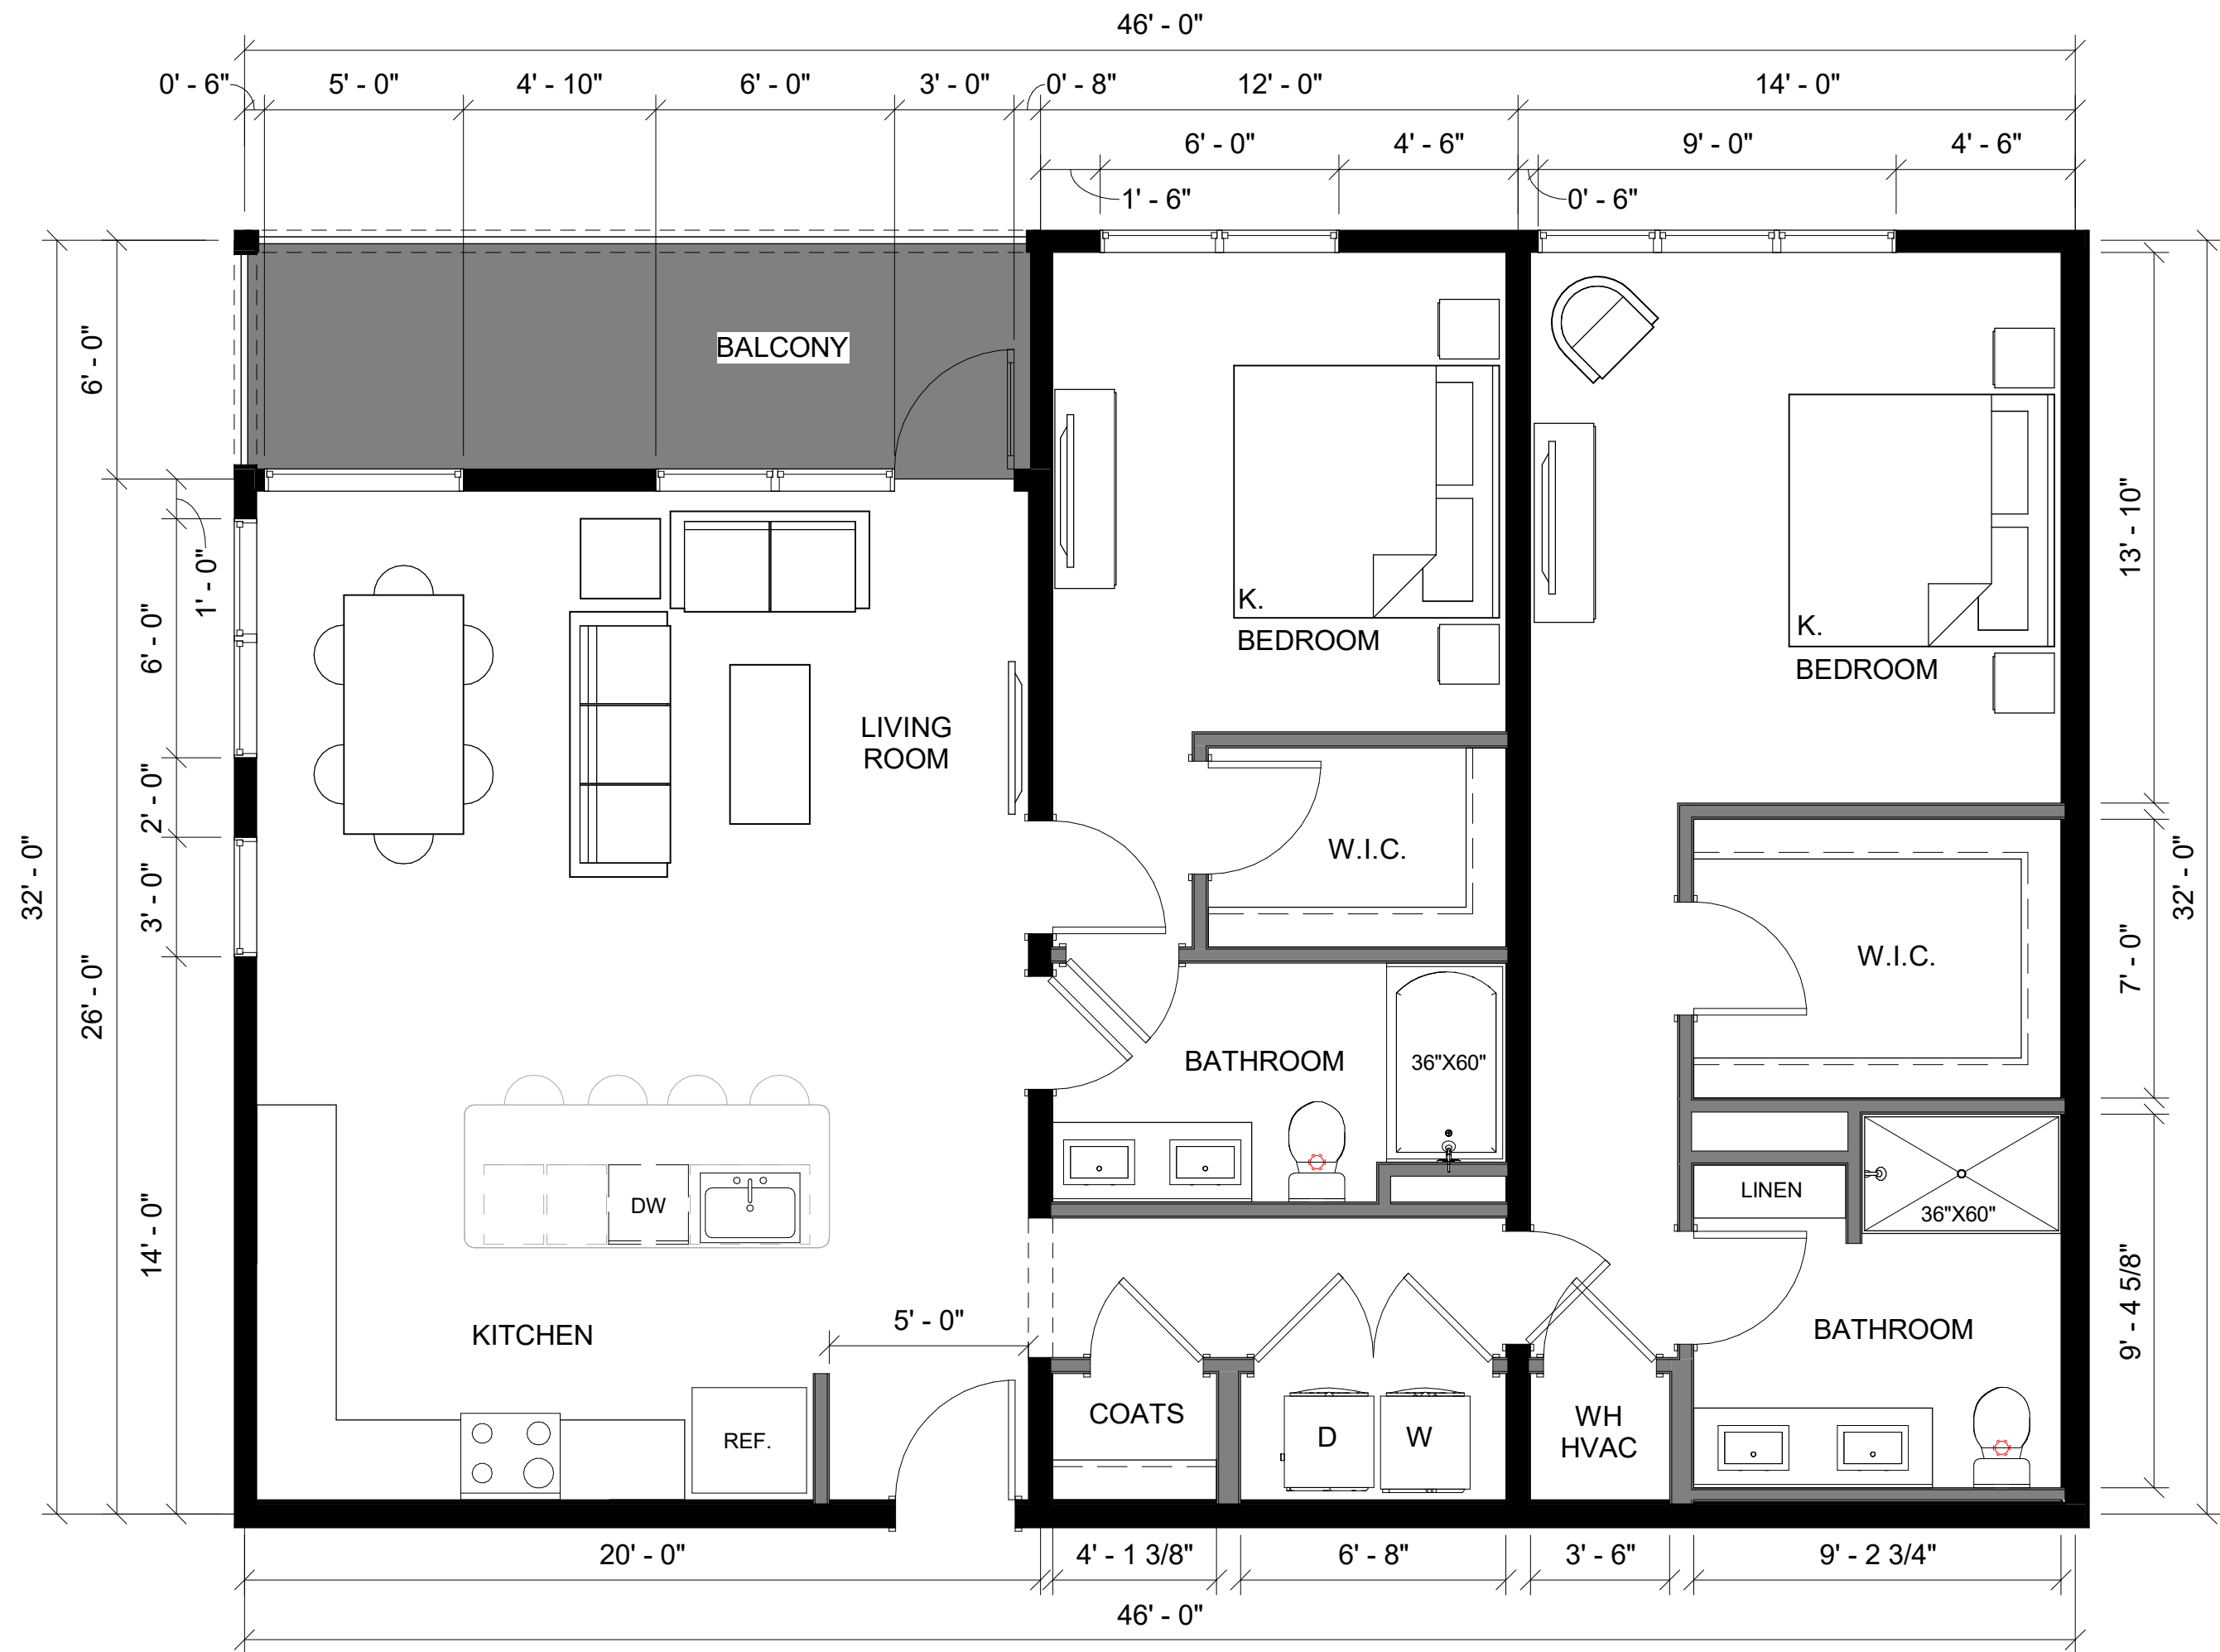 46' - 0"
0' - 6"
5' - 0"
4' - 10"
6' - 0"
3' - 0"
0' - 8"
12' - 0"
14' - 0"
6' - 0"
4' - 6"
9' - 0"
4' - 6"
1' - 6"
0' - 6"
BALCONY
6' - 0"
1' - 0"
6' - 0"
2' - 0"
3' - 0"
14' - 0"
26' - 0"
32' - 0"
K.
BEDROOM
K.
BEDROOM
13' - 10"
7' - 0"
9' - 4 5/8"
32' - 0"
LIVING
ROOM
W.I.C.
W.I.C.
BATHROOM
36"X60"
DW
LINEN
36"X60"
KITCHEN
5' - 0"
BATHROOM
REF.
COATS
D
W
WH
HVAC
20' - 0"
4' - 1 3/8"
6' - 8"
3' - 6"
9' - 2 3/4"
46' - 0"